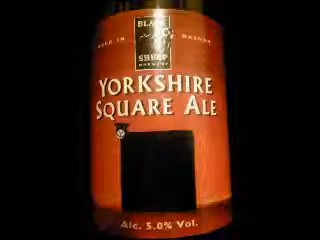 BLACK
SHEEP
BREWERY
YORKSHIRE
SQUARE ALE
Alc. 5.0% Vol.